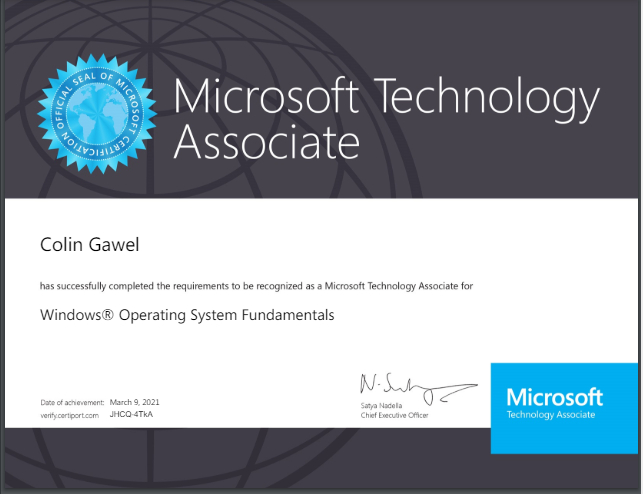 OFFICIAL SEAL OF MICROSOFT CERTIFICATION
Microsoft Technology
Associate
Colin Gawel
has successfully completed the requirements to be recognized as a Microsoft Technology Associate for
Windows® Operating System Fundamentals
Date of achievement: March 9, 2021
verify.certiport.com JHCQ-4TkA
Satya Nadella
Chief Executive Officer
Microsoft
Technology Associate